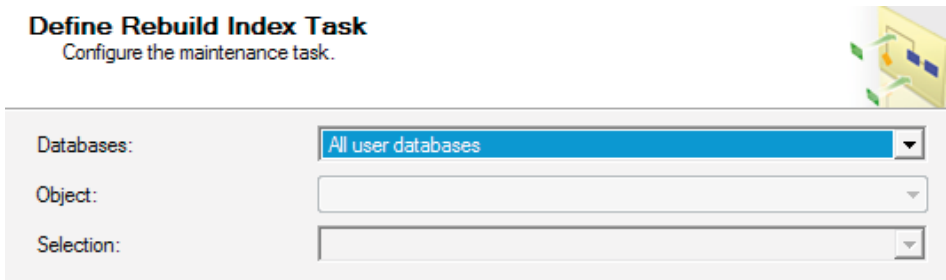 Define Rebuild Index Task
Configure the maintenance task.
Databases: All user databases
Object:
Selection: